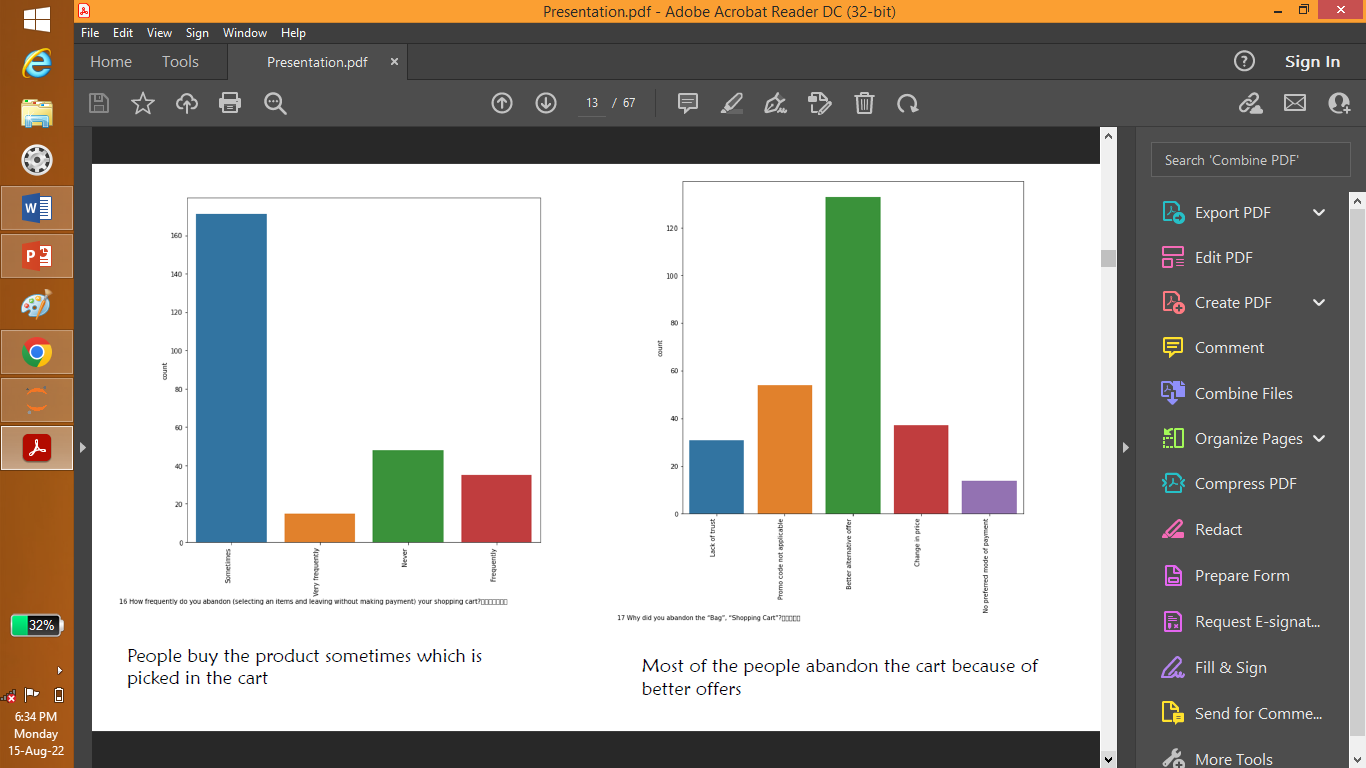 Presentation.pdf - Adobe Acrobat Reader DC (32-bit)
File Edit View Sign Window Help
Home Tools Presentation.pdf × Sign In
13 / 67
Search 'Combine PDF'
Export PDF
Edit PDF
Create PDF
Comment
Combine Files
Organize Pages
Compress PDF
Redact
Prepare Form
Request E-signat...
Fill & Sign
Send for Comme...
More Tools
160
140
120
100
80
60
40
20
0
count
Sometimes
Very frequently
Never
Frequently
16 How frequently do you abandon (selecting an items and leaving without making payment) your shopping cart?▯▯▯▯▯▯▯
People buy the product sometimes which is
picked in the cart
120
100
80
60
40
20
0
count
Lack of trust
Promo code not applicable
Better alternative offer
Change in price
No preferred mode of payment
17 Why did you abandon the “Bag”, “Shopping Cart”?▯▯▯▯▯
Most of the people abandon the cart because of
better offers
32%
6:34 PM
Monday
15-Aug-22